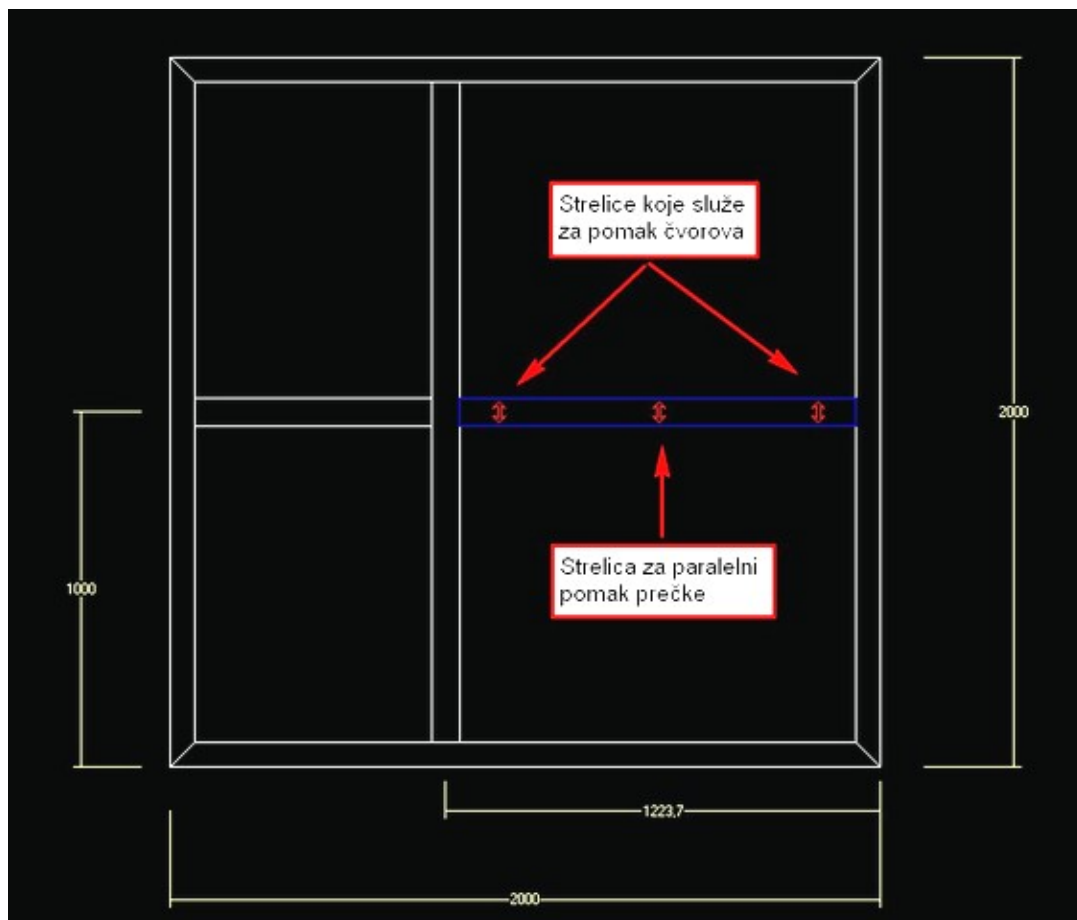 Strelice koje služe
za pomak čvorova
2000
1000
Strelica za paralelni
pomak prečke
1223,7
2000